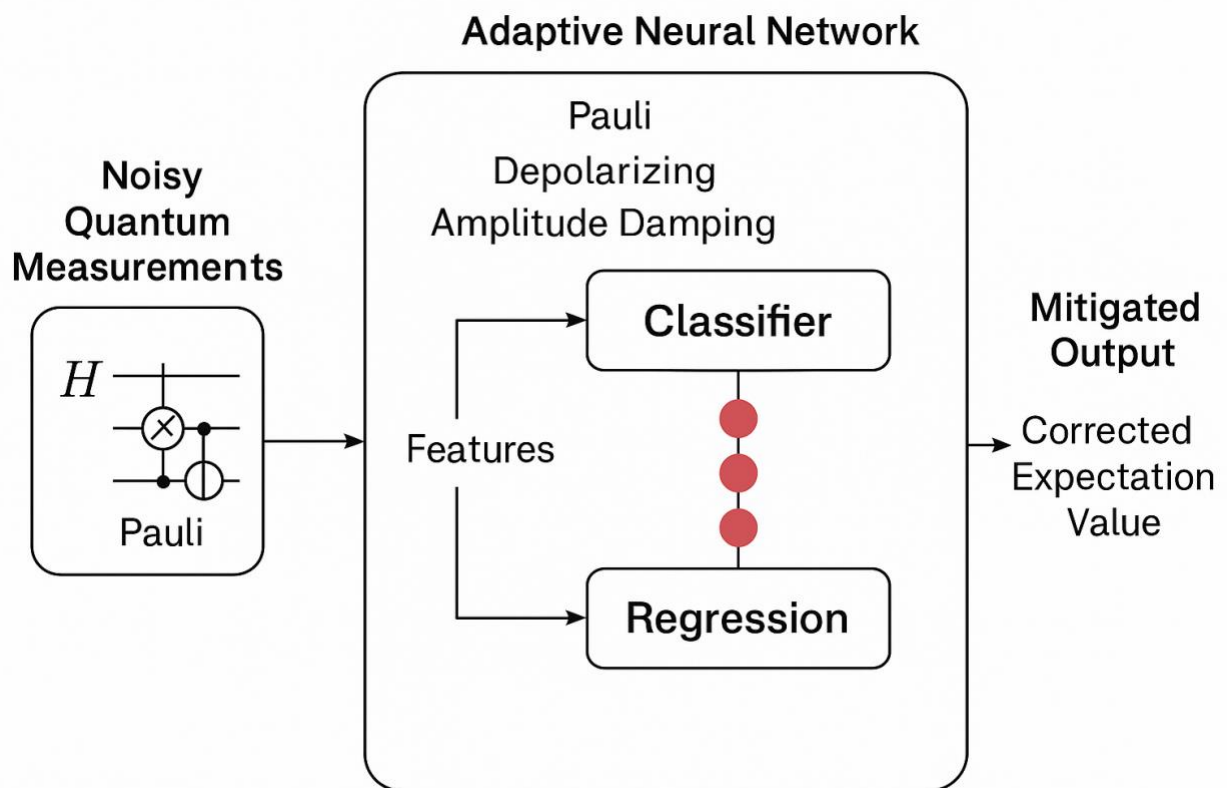 Adaptive Neural Network
Noisy
Quantum
Measurements
H
Pauli
Pauli
Depolarizing
Amplitude Damping
Features
Classifier
Regression
Mitigated
Output
Corrected
Expectation
Value